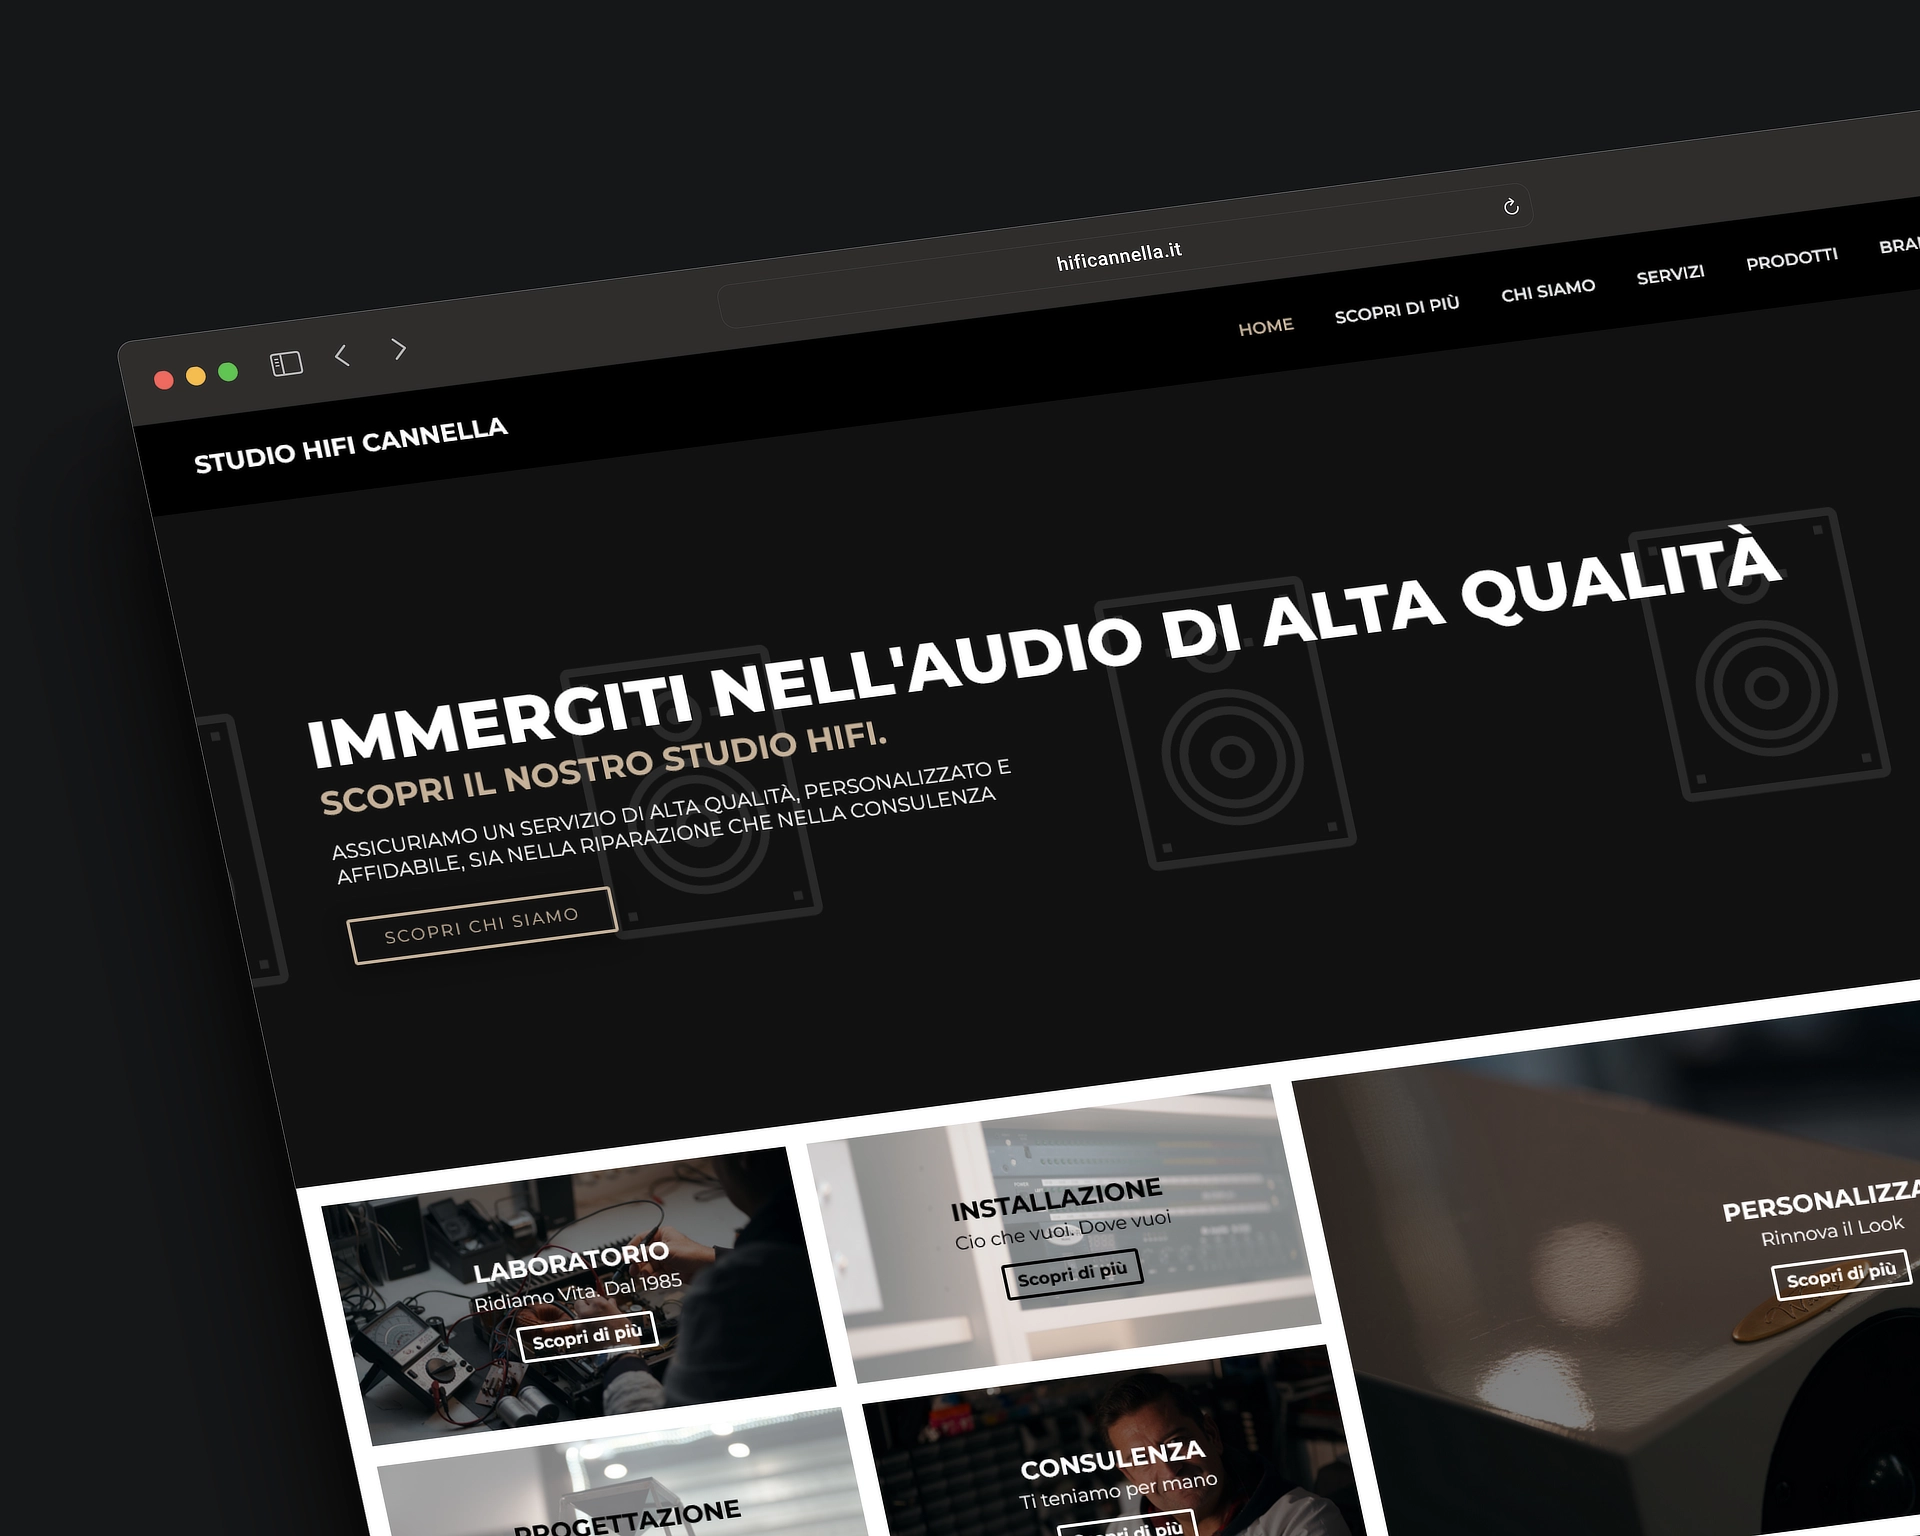 hificannella.it
STUDIO HIFI CANNELLA
HOME
SCOPRI DI PIÙ
CHI SIAMO
SERVIZI
PRODOTTI
IMMERGITI NELL'AUDIO DI ALTA QUALITÀ
SCOPRI IL NOSTRO STUDIO HIFI.
ASSICURIAMO UN SERVIZIO DI ALTA QUALITÀ, PERSONALIZZATO E
AFFIDABILE, SIA NELLA RIPARAZIONE CHE NELLA CONSULENZA
SCOPRI CHI SIAMO
LABORATORIO
Ridiamo Vita. Dal 1985
Scopri di più
INSTALLAZIONE
Cio che vuoi. Dove vuoi
Scopri di più
PERSONALIZZA
Rinnova il Look
Scopri di più
PROGETTAZIONE
CONSULENZA
Ti teniamo per mano
Scopri di più